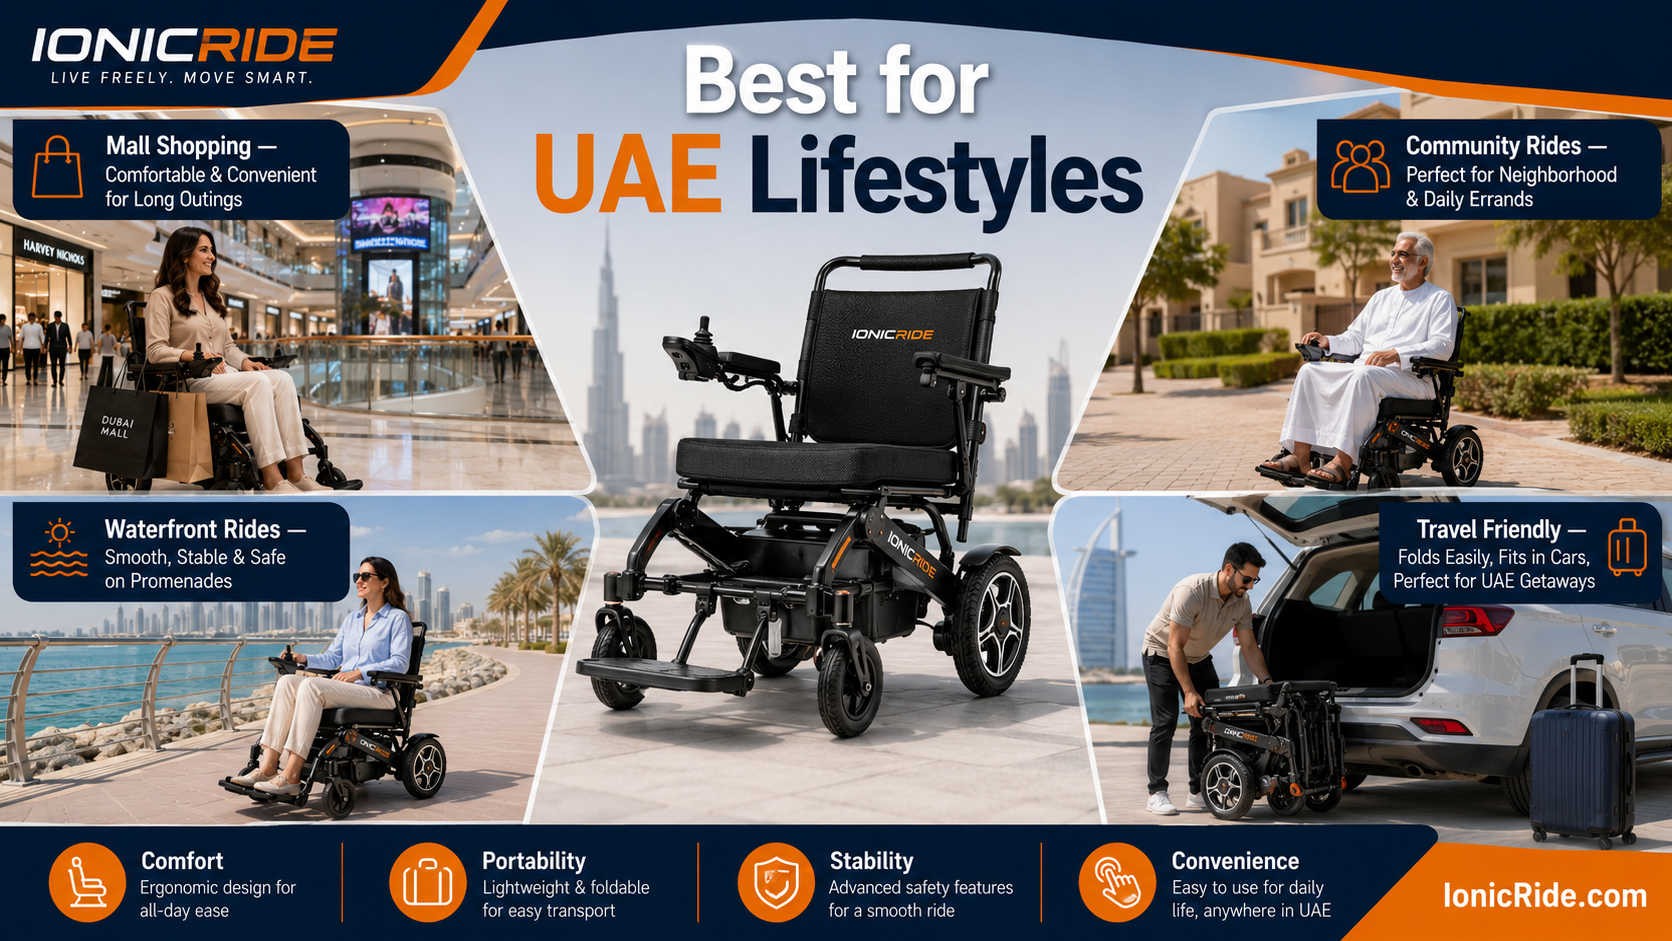 IONICRIDE
LIVE FREELY. MOVE SMART.
Best for
UAE Lifestyles
Mall Shopping —
Comfortable & Convenient
for Long Outings
HARVEY NICHOLS
DUBAI
MALL
Community Rides —
Perfect for Neighborhood
& Daily Errands
IONICRIDE
IONICRIDE
IONICRIDE
Waterfront Rides —
Smooth, Stable & Safe
on Promenades
IONICRIDE
Travel Friendly —
Folds Easily, Fits in Cars,
Perfect for UAE Getaways
IONICRIDE
Comfort
Ergonomic design for
all-day ease
Portability
Lightweight & foldable
for easy transport
Stability
Advanced safety features
for a smooth ride
Convenience
Easy to use for daily
life, anywhere in UAE
IonicRide.com